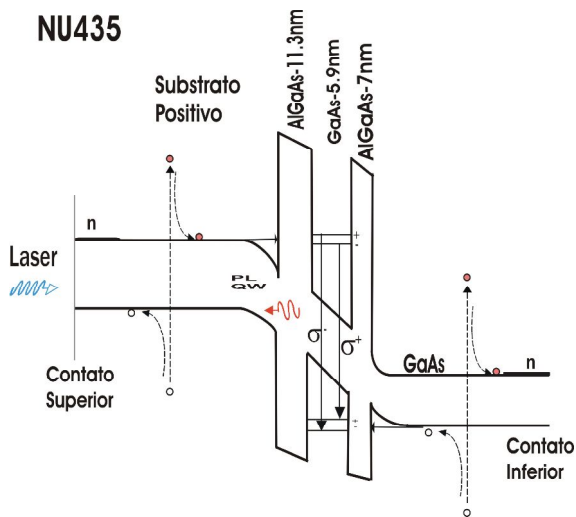 NU435
AlGaAs-11.3nm
GaAs-5.9nm
AlGaAs-7nm
Substrato
Positivo
n
Laser
PL
QW
+
-
σ-
σ+
GaAs
n
Contato
Superior
+
-
Contato
Inferior